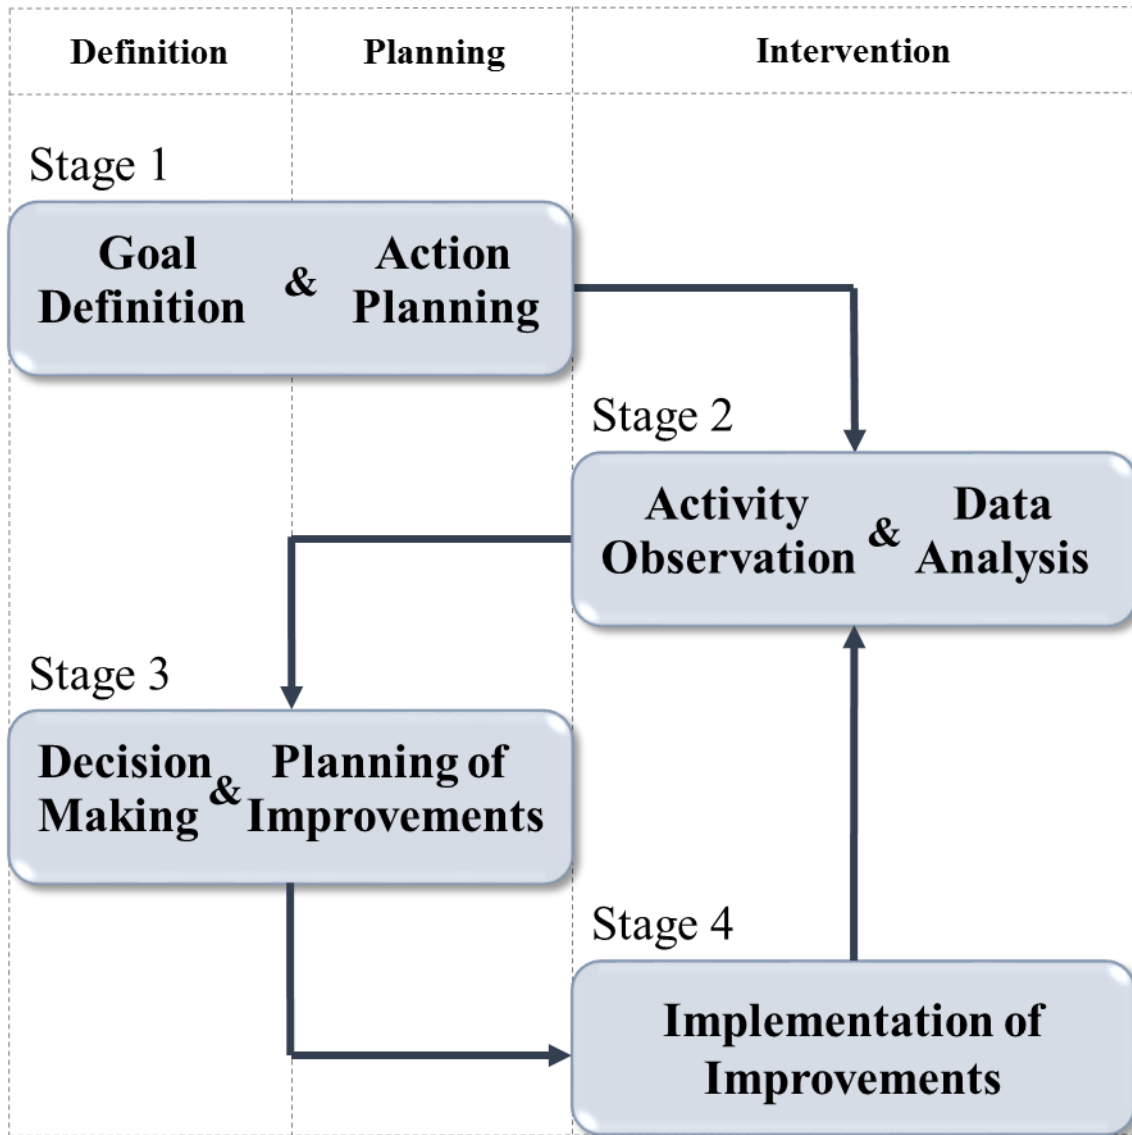 Definition Planning Intervention
Stage 1
Goal Definition & Action Planning
Stage 2
Activity Observation & Data Analysis
Stage 3
Decision Making & Planning of Improvements
Stage 4
Implementation of
Improvements